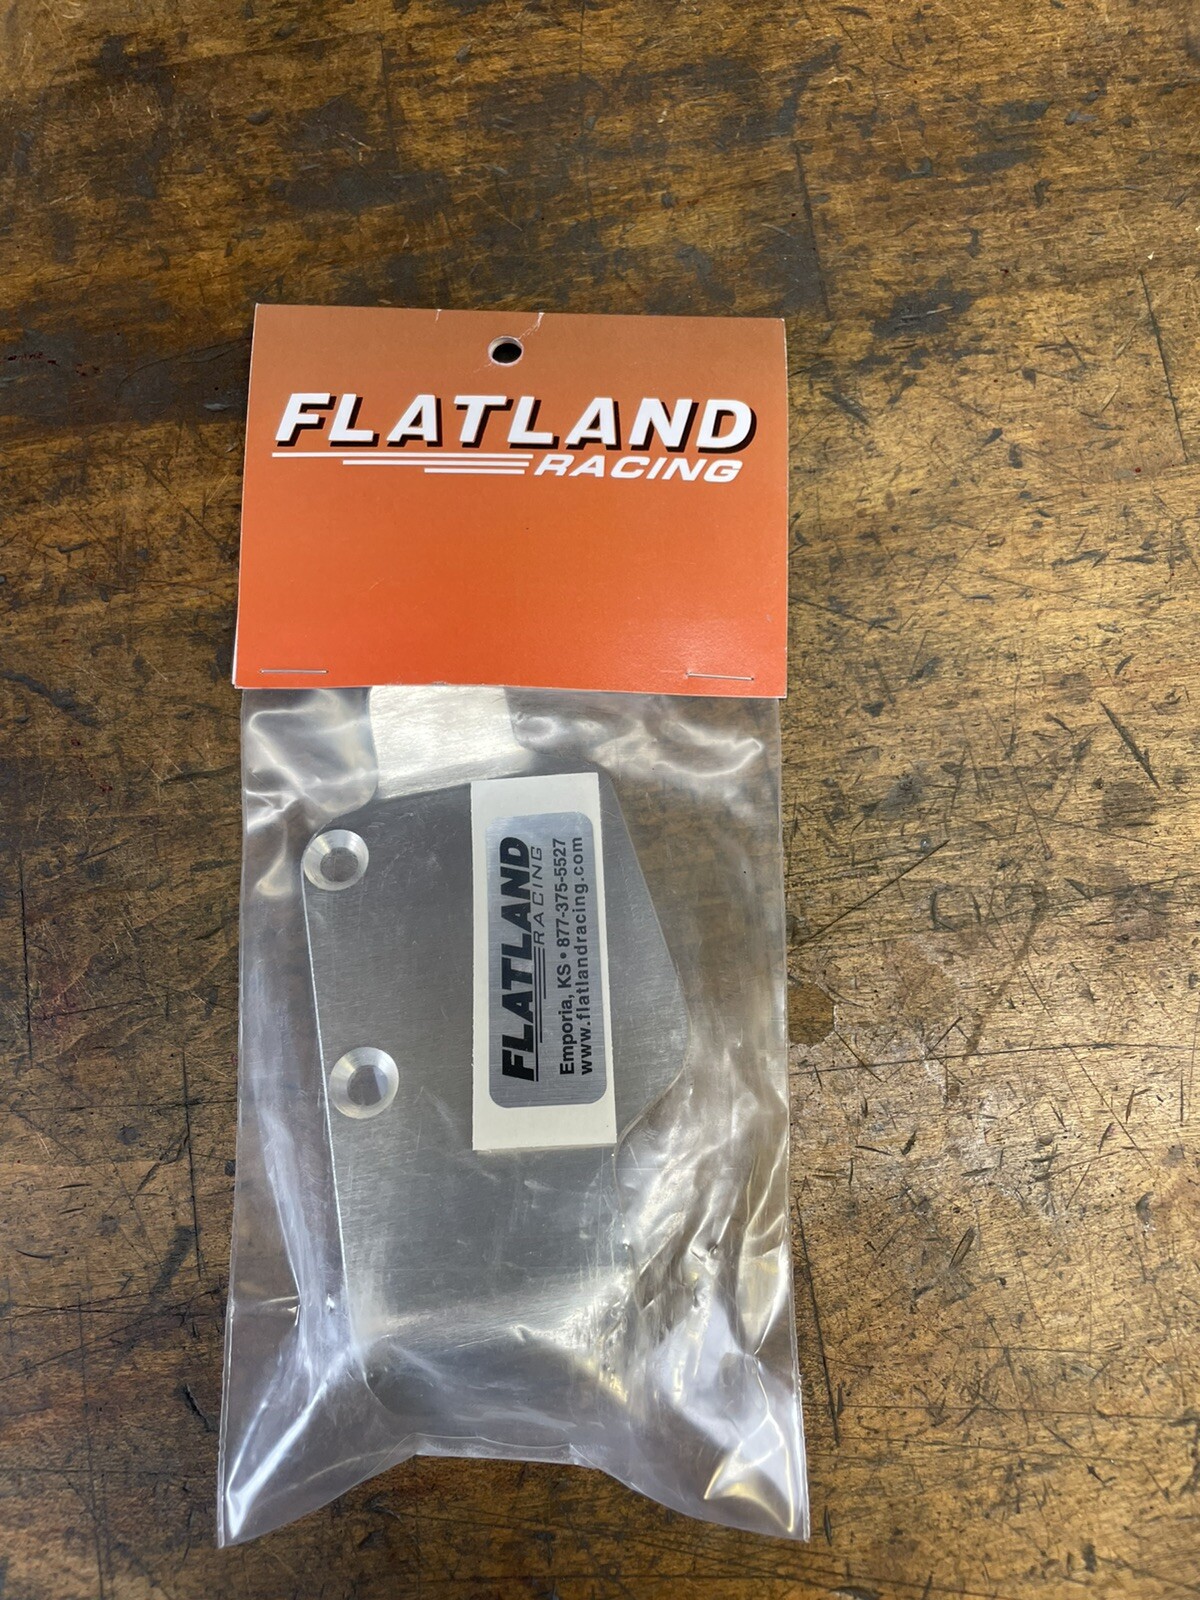 FLATLAND
RACING
FLATLAND
RACING
Emporia, KS • 877-375-5527
www.flatlandracing.com